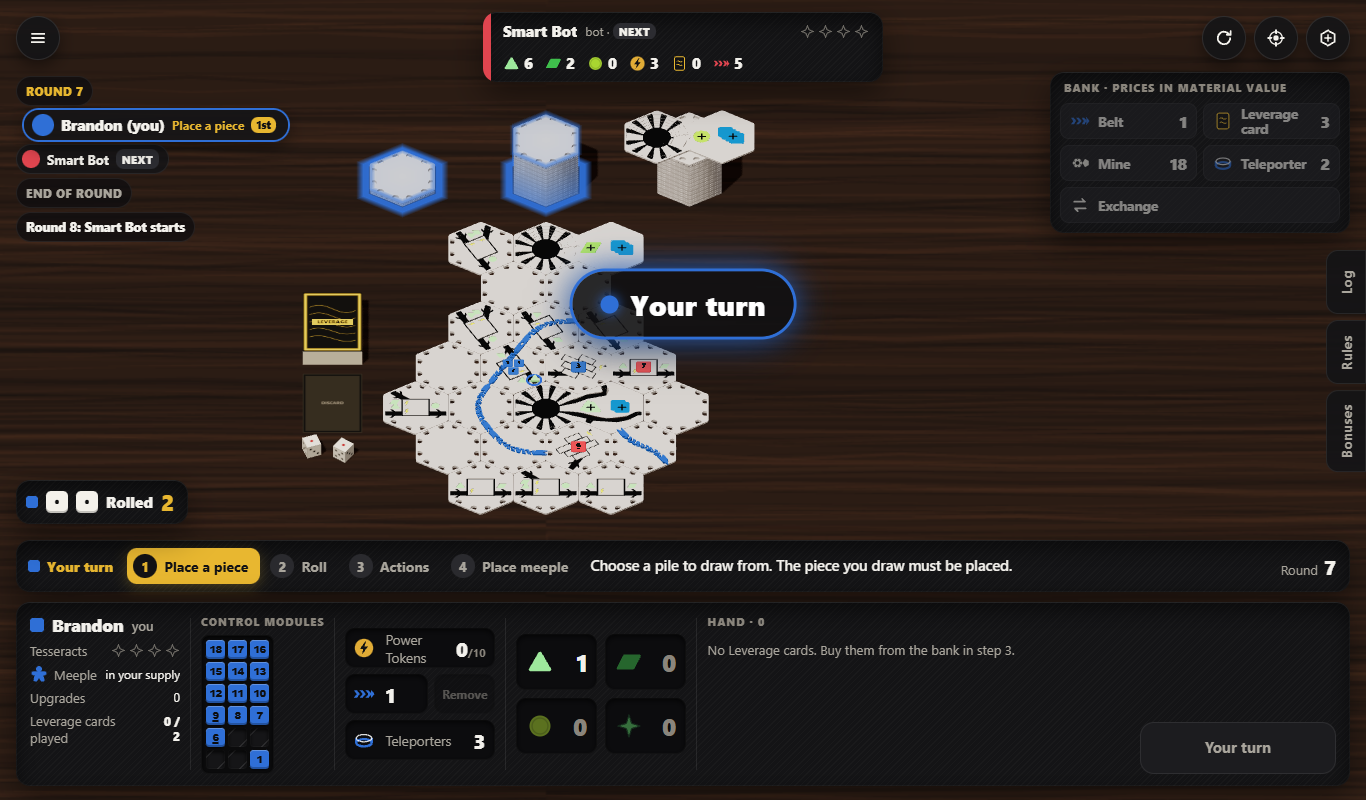 Smart Bot bot · NEXT
6 2 0 3 0 5
ROUND 7
Brandon (you) Place a piece 1st
Smart Bot NEXT
END OF ROUND
Round 8: Smart Bot starts
BANK · PRICES IN MATERIAL VALUE
Belt 1
Leverage card 3
Mine 18
Teleporter 2
Exchange
Your turn
LEVERAGE
DISCARD
3
7
9
Log
Rules
Bonuses
Rolled 2
Your turn 1 Place a piece 2 Roll 3 Actions 4 Place meeple Choose a pile to draw from. The piece you draw must be placed. Round 7
Brandon you
Tesseracts
Meeple in your supply
Upgrades 0
Leverage cards played 0 / 2
CONTROL MODULES
18 17 16
15 14 13
12 11 10
9 8 7
6
1
Power Tokens 0/10
1 Remove
Teleporters 3
1 0
0 0
HAND · 0
No Leverage cards. Buy them from the bank in step 3.
Your turn